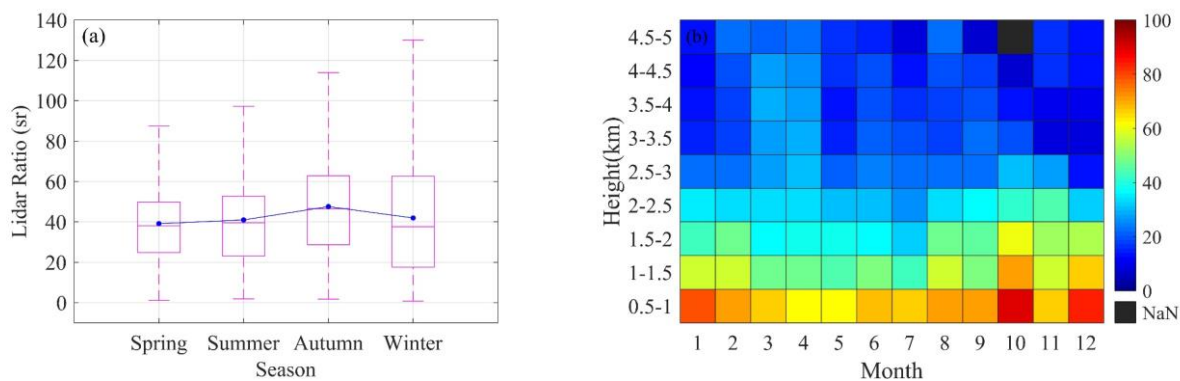 (a)
Lidar Ratio (sr)
140
120
100
80
60
40
20
0
Spring Summer Autumn Winter
Season
(b)
Height(km)
4.5-5
4-4.5
3.5-4
3-3.5
2.5-3
2-2.5
1.5-2
1-1.5
0.5-1
1 2 3 4 5 6 7 8 9 10 11 12
Month
100
80
60
40
20
0
NaN